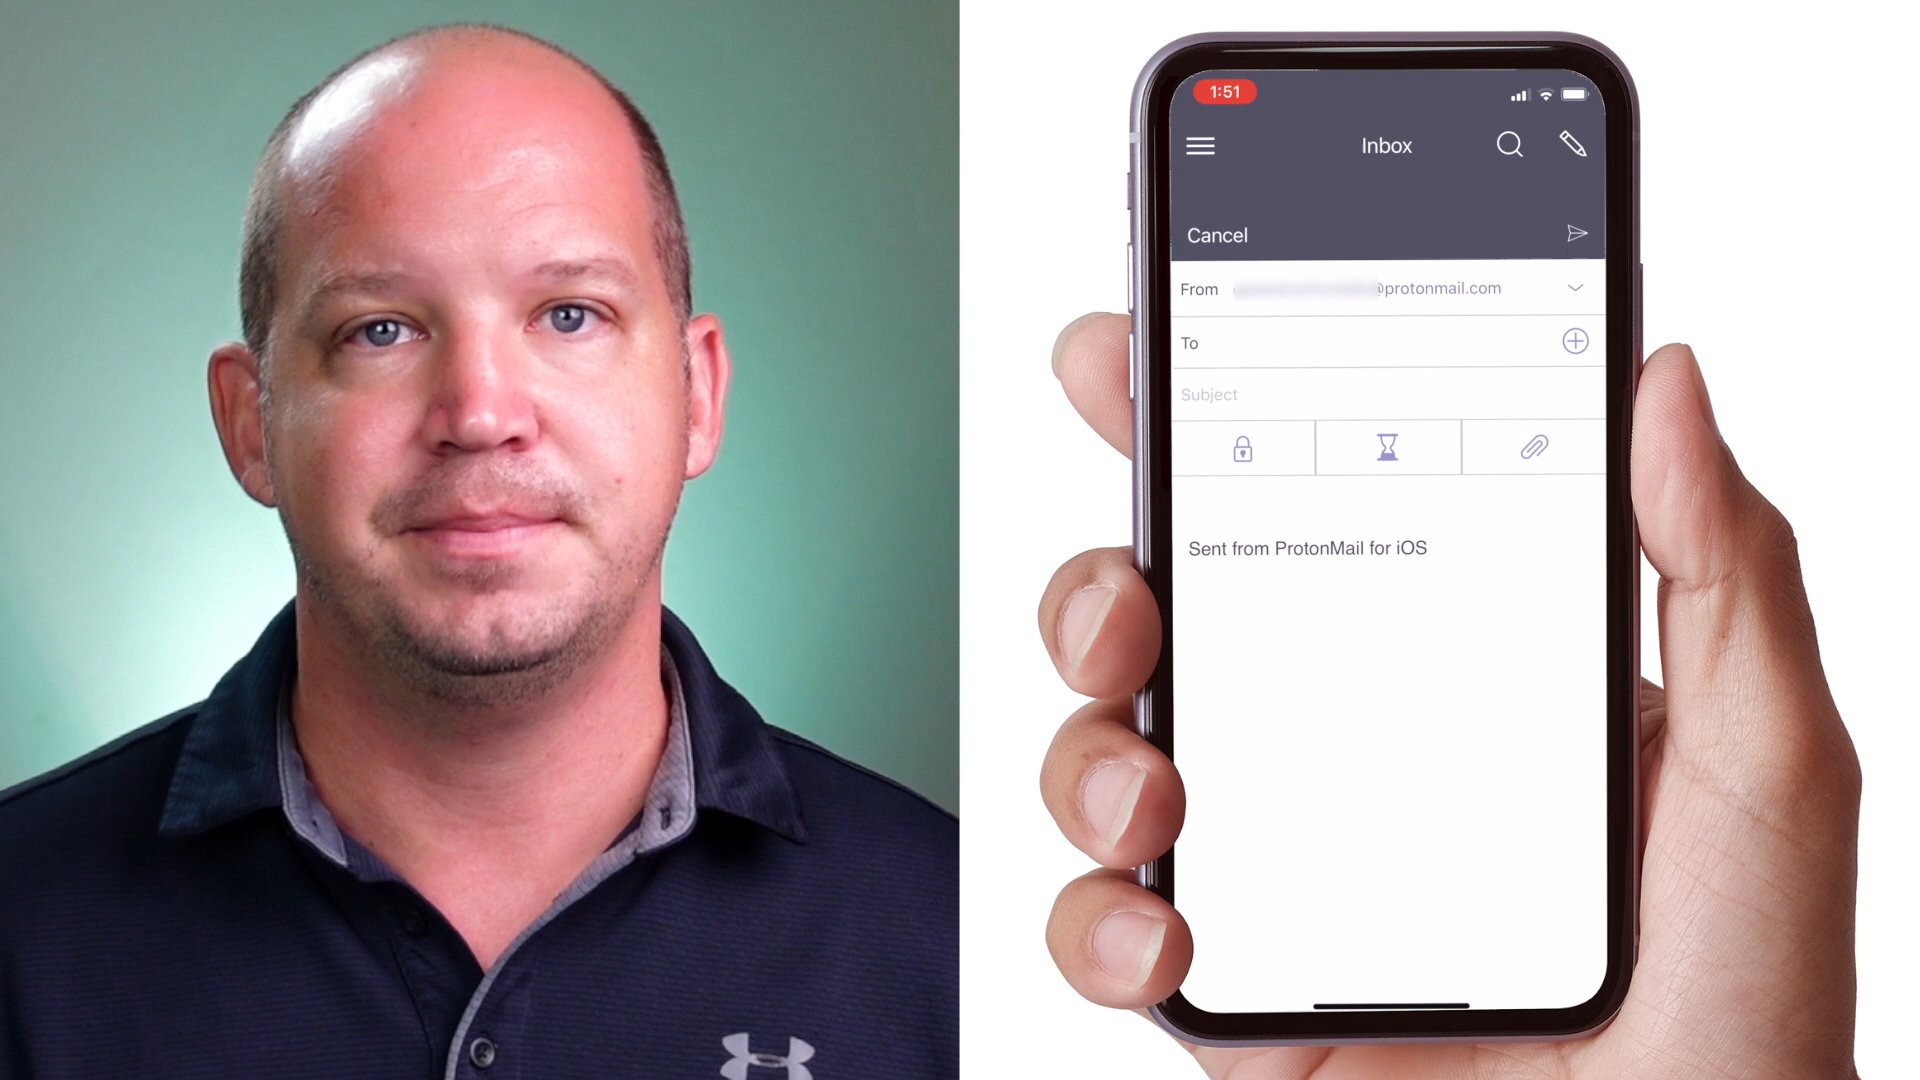 1:51
Inbox
Cancel
From @protonmail.com
To
Subject
Sent from ProtonMail for iOS